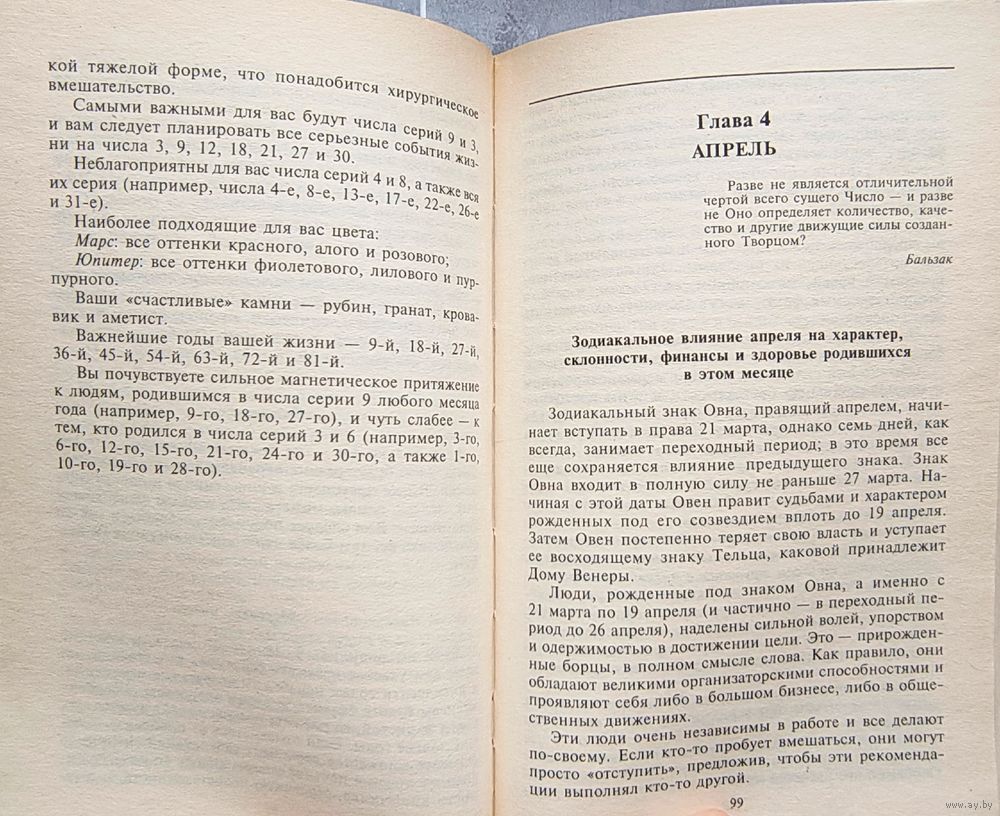 кой тяжелой форме, что понадобится хирургическое
вмешательство.
Самыми важными для вас будут числа серий 9 и 3,
и вам следует планировать все серьезные события жиз-
ни на числа 3, 9, 12, 18, 21, 27 и 30.
Неблагоприятны для вас числа серий 4 и 8, а также вся
их серия (например, числа 4-е, 8-е, 13-е, 17-е, 22-е, 26-е
и 31-е).
Наиболее подходящие для вас цвета:
Марс: все оттенки красного, алого и розового;
Юпитер: все оттенки фиолетового, лилового и пур-
пурного.
Ваши «счастливые» камни — рубин, гранат, крова-
вик и аметист.
Важнейшие годы вашей жизни — 9-й, 18-й, 27-й,
36-й, 45-й, 54-й, 63-й, 72-й и 81-й.
Вы почувствуете сильное магнетическое притяжение
к людям, родившимся в числа серии 9 любого месяца
года (например, 9-го, 18-го, 27-го), и чуть слабее — к
тем, кто родился в числа серий 3 и 6 (например, 3-го,
6-го, 12-го, 15-го, 21-го, 24-го и 30-го, а также 1-го,
10-го, 19-го и 28-го).
Глава 4
АПРЕЛЬ
Разве не является отличительной
чертой всего сущего Число — и разве
не Оно определяет количество, каче-
ство и другие движущие силы создан-
ного Творцом?
Бальзак
Зодиакальное влияние апреля на характер,
склонности, финансы и здоровье родившихся
в этом месяце
Зодиакальный знак Овна, правящий апрелем, начи-
нает вступать в права 21 марта, однако семь дней, как
всегда, занимает переходный период; в это время все
еще сохраняется влияние предыдущего знака. Знак
Овна входит в полную силу не раньше 27 марта. На-
чиная с этой даты Овен правит судьбами и характером
рожденных под его созвездием вплоть до 19 апреля.
Затем Овен постепенно теряет свою власть и уступает
ее восходящему знаку Тельца, каковой принадлежит
Дому Венеры.
Люди, рожденные под знаком Овна, а именно с
21 марта по 19 апреля (и частично — в переходный пе-
риод до 26 апреля), наделены сильной волей, упорством
и одержимостью в достижении цели. Это — прирожден-
ные борцы, в полном смысле слова. Как правило, они
обладают великими организаторскими способностями и
проявляют себя либо в большом бизнесе, либо в обще-
ственных движениях.
Эти люди очень независимы в работе и все делают
по-своему. Если кто-то пробует вмешаться, они могут
просто «отступить», предложив, чтобы эти рекоменда-
ции выполнял кто-то другой.
99
www.ay.by